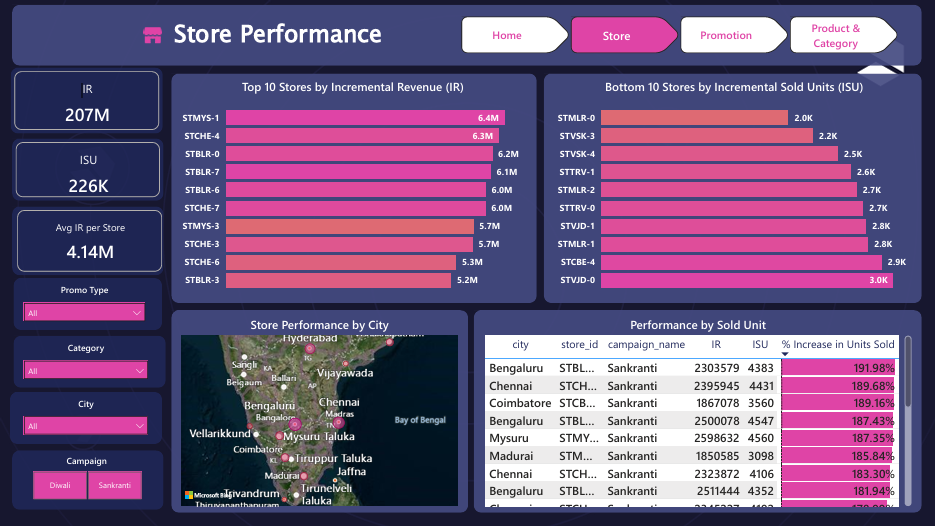 Store Performance
Home
Store
Promotion
Product &
Category
IR
207M
ISU
226K
Avg IR per Store
4.14M
Promo Type
All
Category
All
City
All
Campaign
Diwali
Sankranti
Top 10 Stores by Incremental Revenue (IR)
STMYS-1 6.4M
STCHE-4 6.3M
STBLR-0 6.2M
STBLR-7 6.1M
STBLR-6 6.0M
STCHE-7 6.0M
STMYS-3 5.7M
STCHE-3 5.7M
STCHE-6 5.3M
STBLR-3 5.2M
Bottom 10 Stores by Incremental Sold Units (ISU)
STMLR-0 2.0K
STVSK-3 2.2K
STVSK-4 2.5K
STTRV-1 2.6K
STMLR-2 2.7K
STTRV-0 2.7K
STVJD-1 2.8K
STMLR-1 2.8K
STCBE-4 2.9K
STVJD-0 3.0K
Store Performance by City
Hyderabad
TG
Sangli
KA
Vijayawada
Belgaum
Ballari
AP
Bengaluru
Bangalore
Chennai
Madras
Bay of Bengal
Vellarikkund
Mysuru Taluka
TN
Coimbatore
KL
Tiruppur Taluka
Jaffna
Madurai
Microsoft Bing
Trivandrum
Tirunelveli
Taluka
Thiruvananthapuram
Performance by Sold Unit
city store_id campaign_name IR ISU % Increase in Units Sold
Bengaluru STBL... Sankranti 2303579 4383 191.98%
Chennai STCH... Sankranti 2395945 4431 189.68%
Coimbatore STCB... Sankranti 1867078 3560 189.16%
Bengaluru STBL... Sankranti 2500078 4547 187.43%
Mysuru STMY... Sankranti 2598632 4560 187.35%
Madurai STM... Sankranti 1850585 3098 185.84%
Chennai STCH... Sankranti 2323872 4106 183.30%
Bengaluru STBL... Sankranti 2511444 4352 181.94%
Chennai STCH... Sankranti